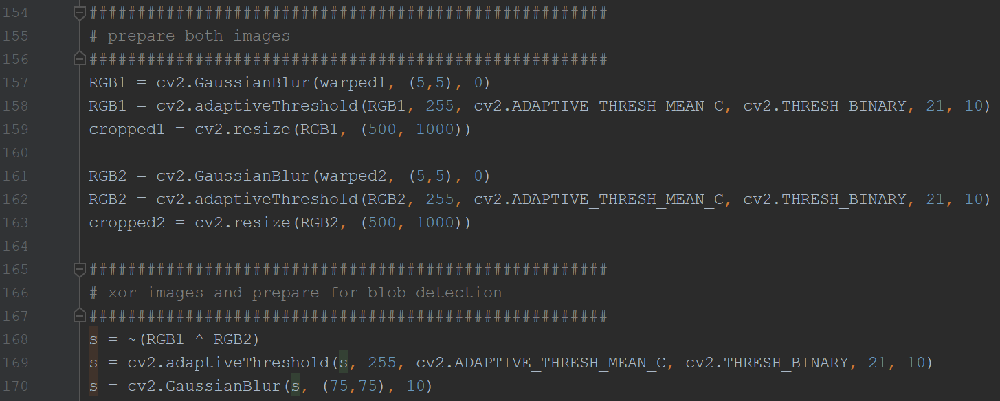 154 ######################################################
155 # prepare both images
156 ######################################################
157 RGB1 = cv2.GaussianBlur(warped1, (5,5), 0)
158 RGB1 = cv2.adaptiveThreshold(RGB1, 255, cv2.ADAPTIVE_THRESH_MEAN_C, cv2.THRESH_BINARY, 21, 10)
159 cropped1 = cv2.resize(RGB1, (500, 1000))
160
161 RGB2 = cv2.GaussianBlur(warped2, (5,5), 0)
162 RGB2 = cv2.adaptiveThreshold(RGB2, 255, cv2.ADAPTIVE_THRESH_MEAN_C, cv2.THRESH_BINARY, 21, 10)
163 cropped2 = cv2.resize(RGB2, (500, 1000))
164
165 ######################################################
166 # xor images and prepare for blob detection
167 ######################################################
168 s = ~(RGB1 ^ RGB2)
169 s = cv2.adaptiveThreshold(s, 255, cv2.ADAPTIVE_THRESH_MEAN_C, cv2.THRESH_BINARY, 21, 10)
170 s = cv2.GaussianBlur(s, (75,75), 10)